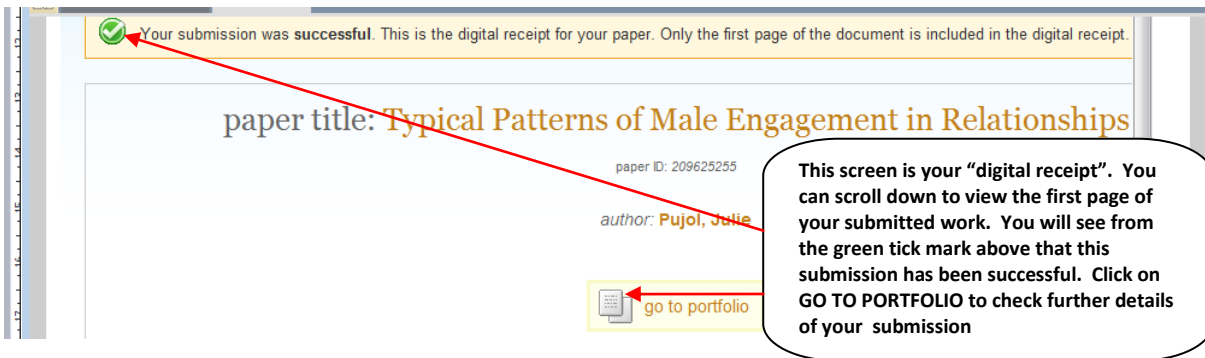 Your submission was successful. This is the digital receipt for your paper. Only the first page of the document is included in the digital receipt.
paper title: Typical Patterns of Male Engagement in Relationships
paper ID: 209625255
author: Pujol, Julie
go to portfolio
This screen is your “digital receipt”. You
can scroll down to view the first page of
your submitted work. You will see from
the green tick mark above that this
submission has been successful. Click on
GO TO PORTFOLIO to check further details
of your submission